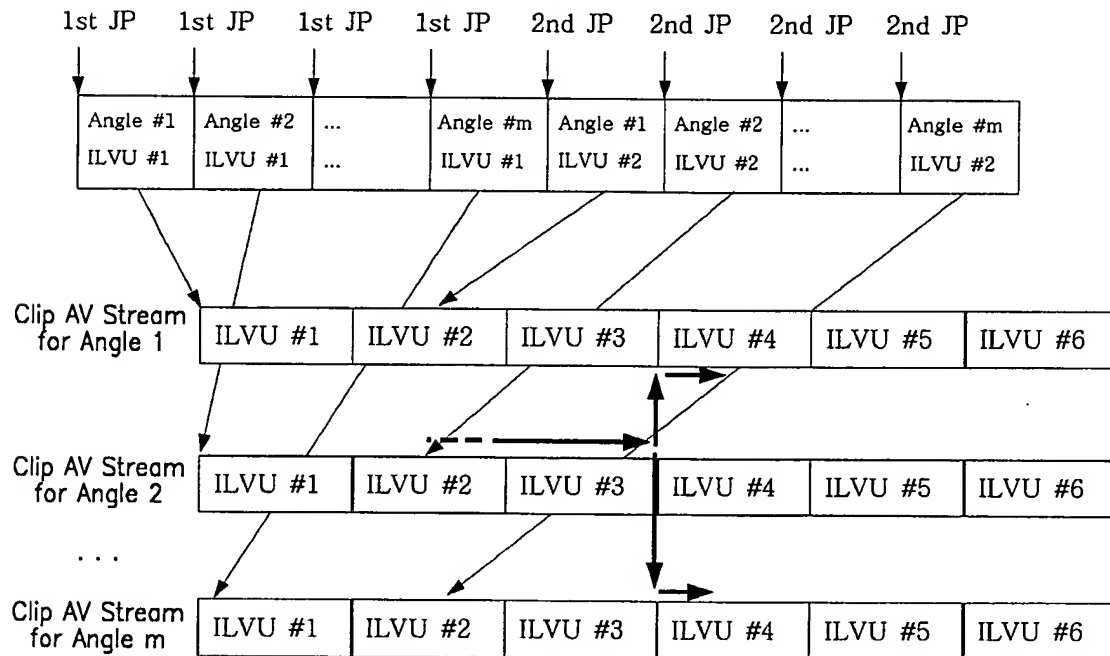 1st JP 1st JP 1st JP 1st JP 2nd JP 2nd JP 2nd JP 2nd JP
Angle #1 Angle #2 ... Angle #m Angle #1 Angle #2 ... Angle #m
ILVU #1 ILVU #1 ... ILVU #1 ILVU #2 ILVU #2 ... ILVU #2
Clip AV Stream
for Angle 1
ILVU #1 ILVU #2 ILVU #3 ILVU #4 ILVU #5 ILVU #6
Clip AV Stream
for Angle 2
ILVU #1 ILVU #2 ILVU #3 ILVU #4 ILVU #5 ILVU #6
. . .
Clip AV Stream
for Angle m
ILVU #1 ILVU #2 ILVU #3 ILVU #4 ILVU #5 ILVU #6